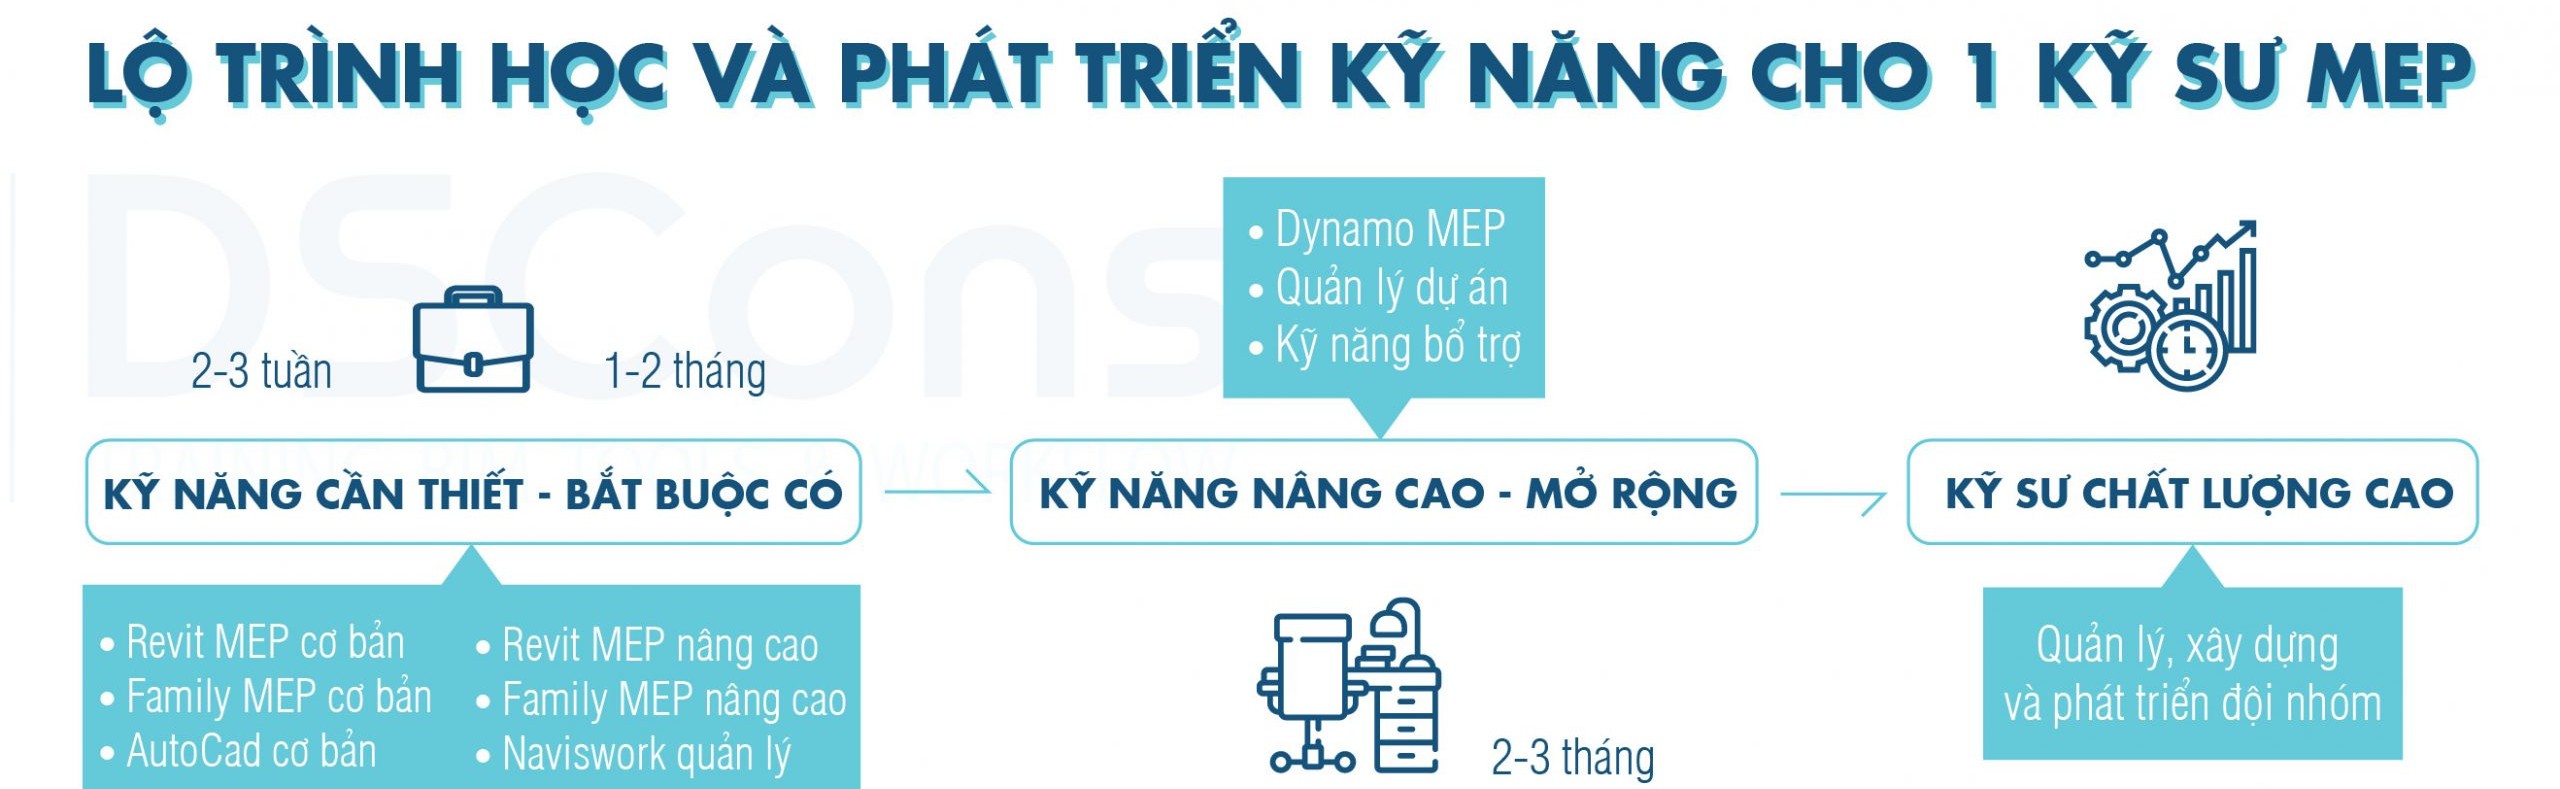 LỘ TRÌNH HỌC VÀ PHÁT TRIỂN KỸ NĂNG CHO 1 KỸ SƯ MEP
DSCons
TRAINING BIM, TOOLS & WORKFLOW
2-3 tuần
1-2 tháng
KỸ NĂNG CẦN THIẾT - BẮT BUỘC CÓ
• Revit MEP cơ bản
• Family MEP cơ bản
• AutoCad cơ bản
• Revit MEP nâng cao
• Family MEP nâng cao
• Naviswork quản lý
• Dynamo MEP
• Quản lý dự án
• Kỹ năng bổ trợ
KỸ NĂNG NÂNG CAO - MỞ RỘNG
2-3 tháng
KỸ SƯ CHẤT LƯỢNG CAO
Quản lý, xây dựng
và phát triển đội nhóm